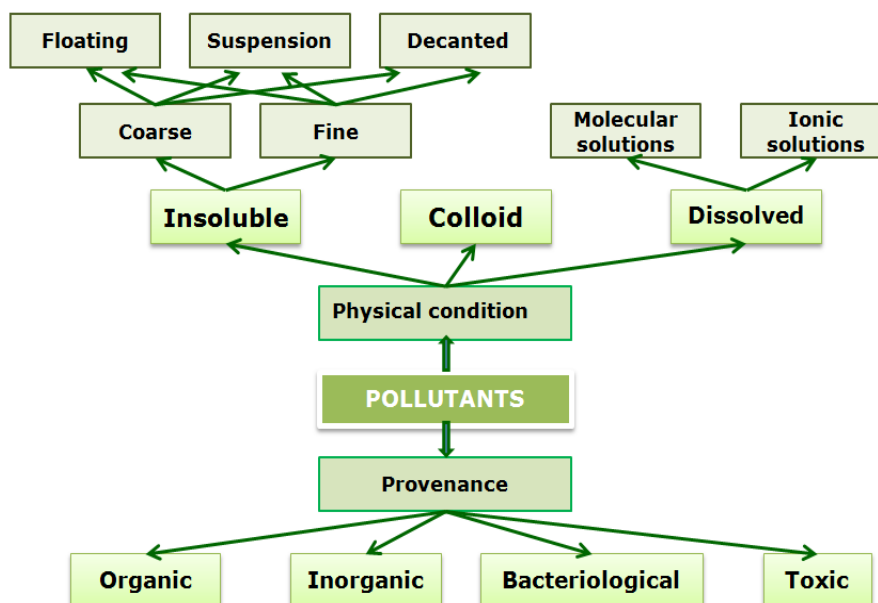 Floating
Suspension
Decanted
Coarse
Fine
Molecular
solutions
Ionic
solutions
Insoluble
Colloid
Dissolved
Physical condition
POLLUTANTS
Provenance
Organic
Inorganic
Bacteriological
Toxic